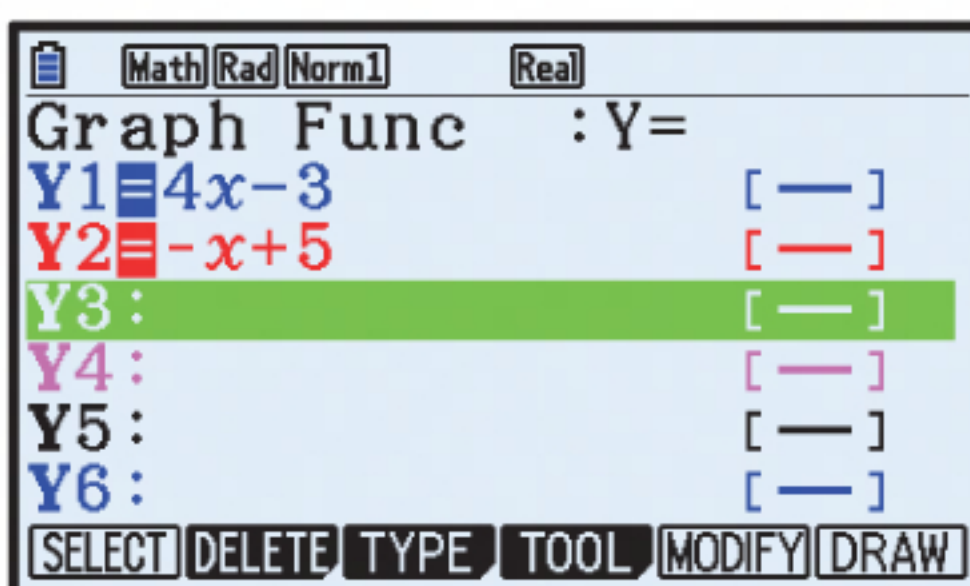 Math Rad Norm1 Real
Graph Func :Y=
Y1=4x−3 [—]
Y2=-x+5 [—]
Y3: [—]
Y4: [—]
Y5: [—]
Y6: [—]
SELECT DELETE TYPE TOOL MODIFY DRAW